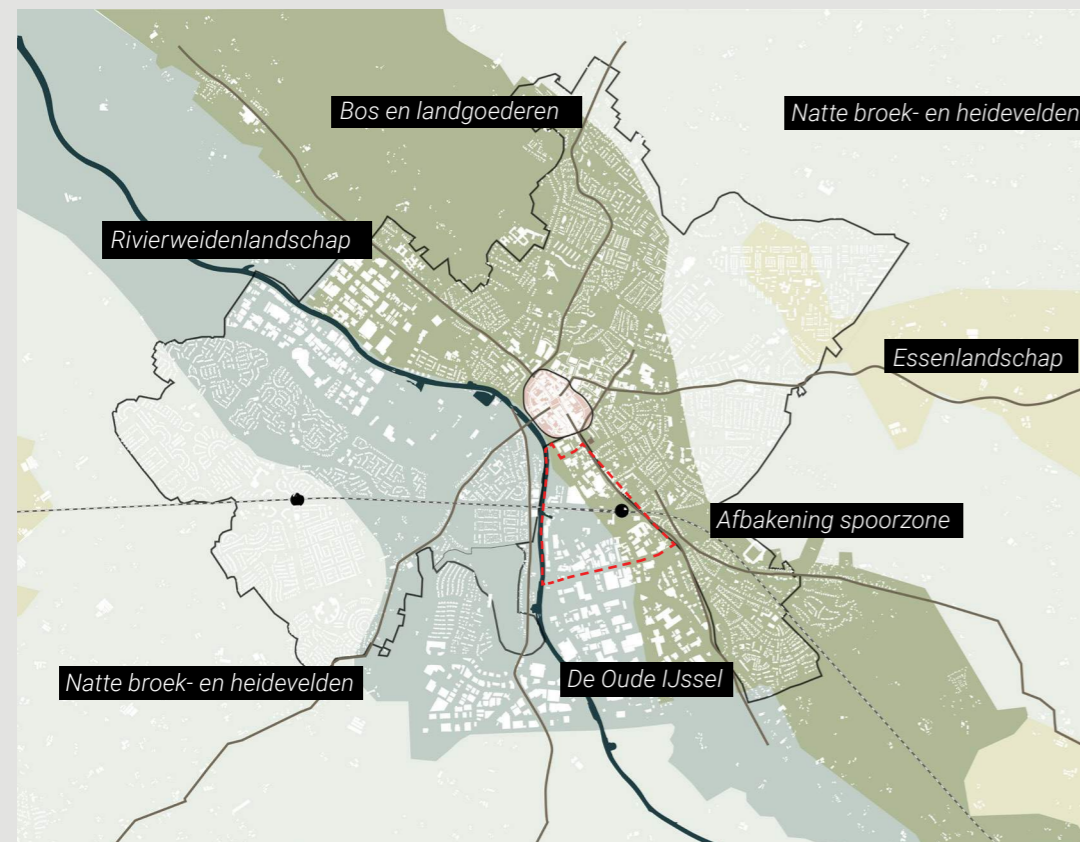 Bos en landgoederen
Natte broek- en heidevelden
Rivierweidenlandschap
Essenlandschap
Afbakening spoorzone
Natte broek- en heidevelden
De Oude IJssel